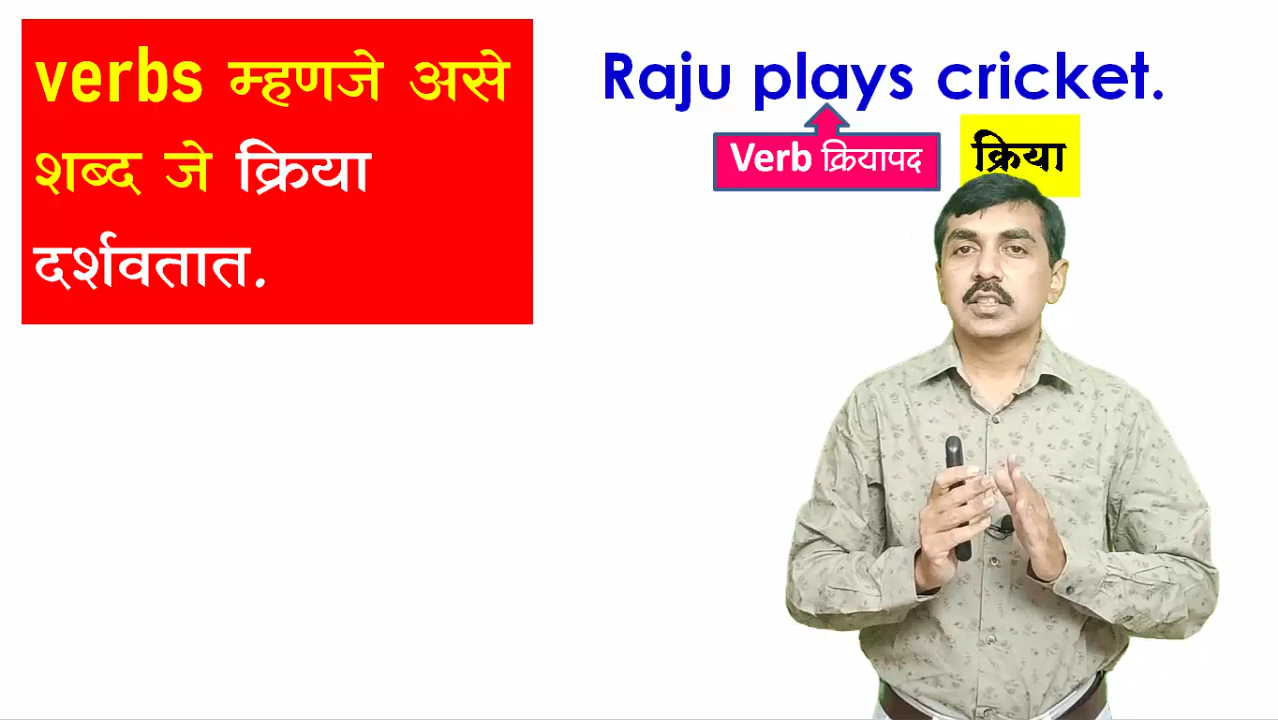 verbs म्हणजे असे
शब्द जे क्रिया
दर्शवतात.
Raju plays cricket.
Verb क्रियापद
क्रिया